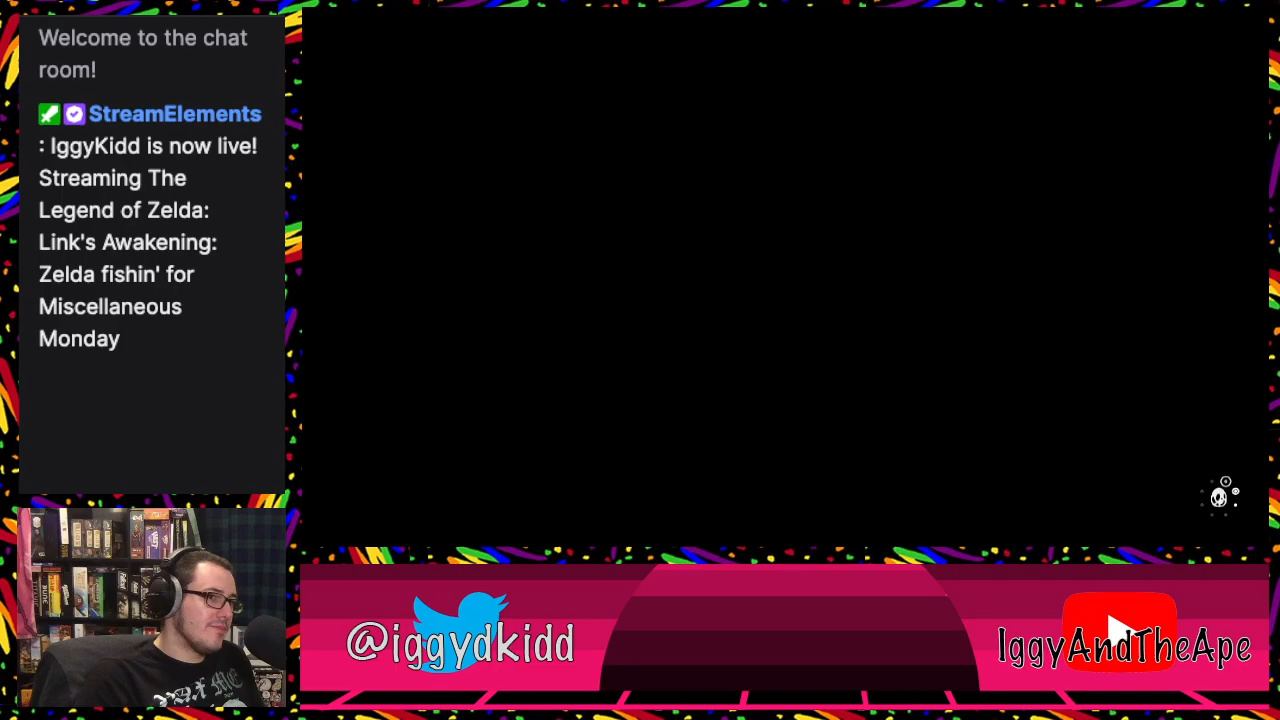 Welcome to the chat
room!
StreamElements
: IggyKidd is now live!
Streaming The
Legend of Zelda:
Link's Awakening:
Zelda fishin' for
Miscellaneous
Monday
@iggydkidd
IggyAndTheApe